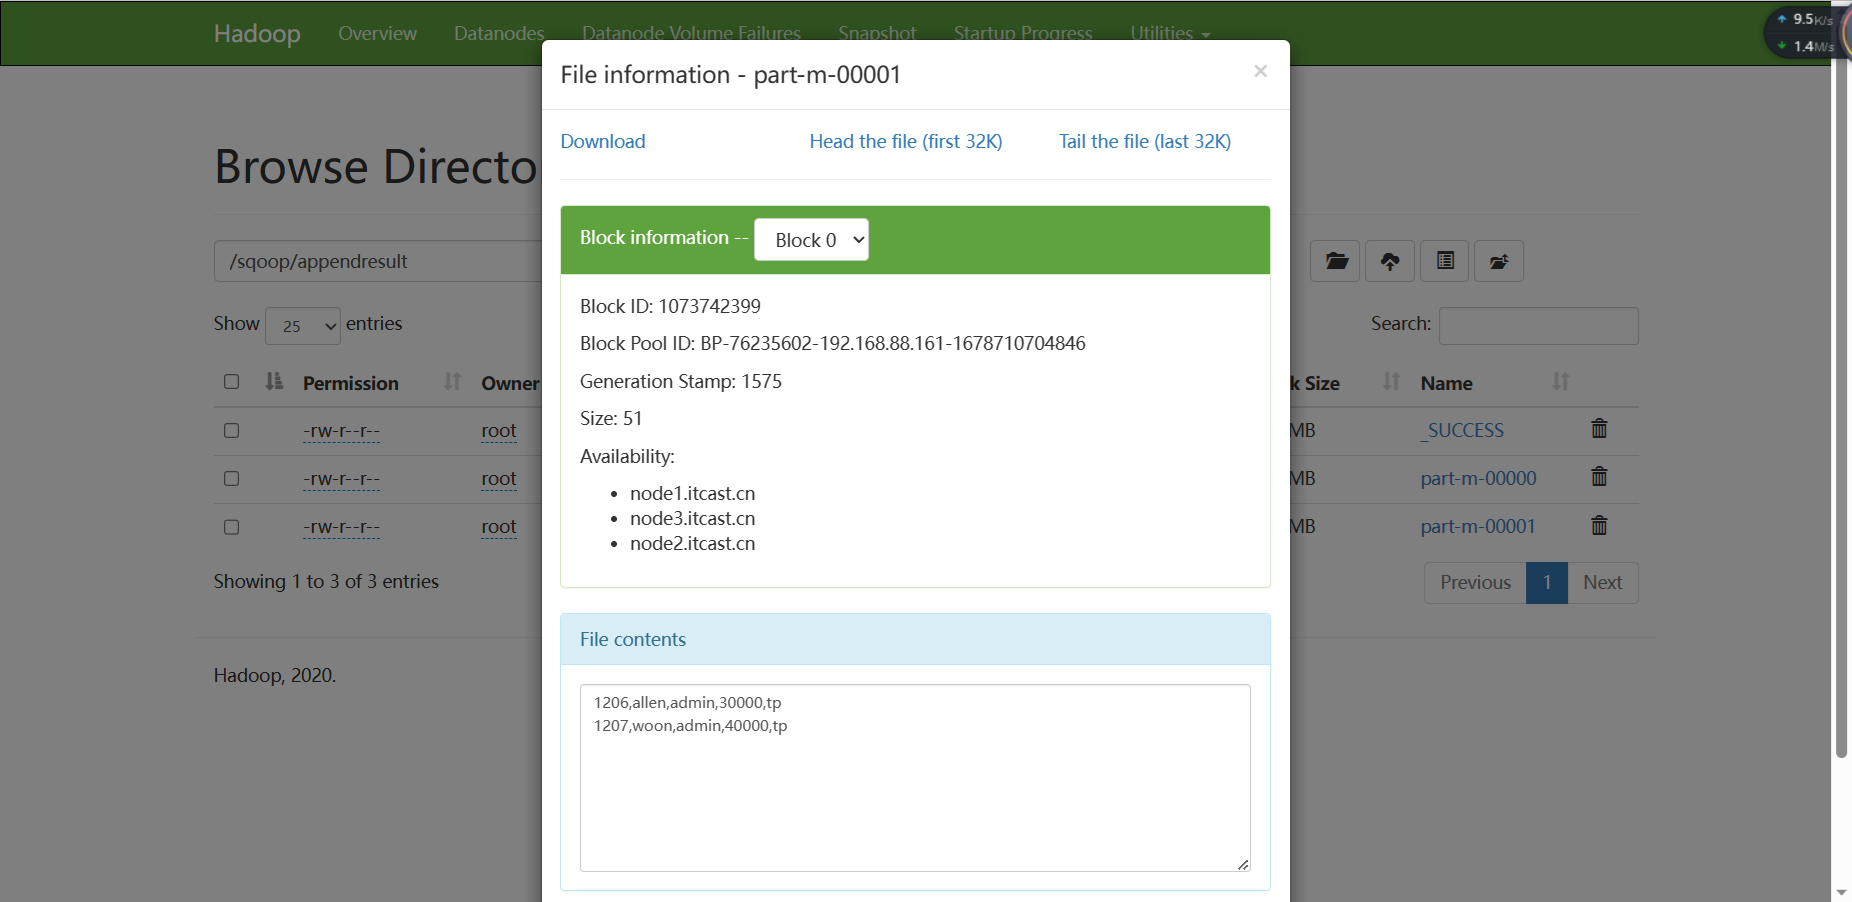 Hadoop Overview Datanodes Datanode Volume Failures Snapshot Startup Progress Utilities
9.5K/s
1.4M/s
File information - part-m-00001 ×
Download Head the file (first 32K) Tail the file (last 32K)
Browse Directo
Block information -- Block 0
/sqoop/appendresult
Block ID: 1073742399
Show 25 entries Search:
Block Pool ID: BP-76235602-192.168.88.161-1678710704846
Permission Owner k Size Name
Generation Stamp: 1575
Size: 51
-rw-r--r-- root MB _SUCCESS
Availability:
-rw-r--r-- root MB part-m-00000
node1.itcast.cn
node3.itcast.cn
-rw-r--r-- root MB part-m-00001
node2.itcast.cn
Showing 1 to 3 of 3 entries Previous 1 Next
File contents
Hadoop, 2020.
1206,allen,admin,30000,tp
1207,woon,admin,40000,tp